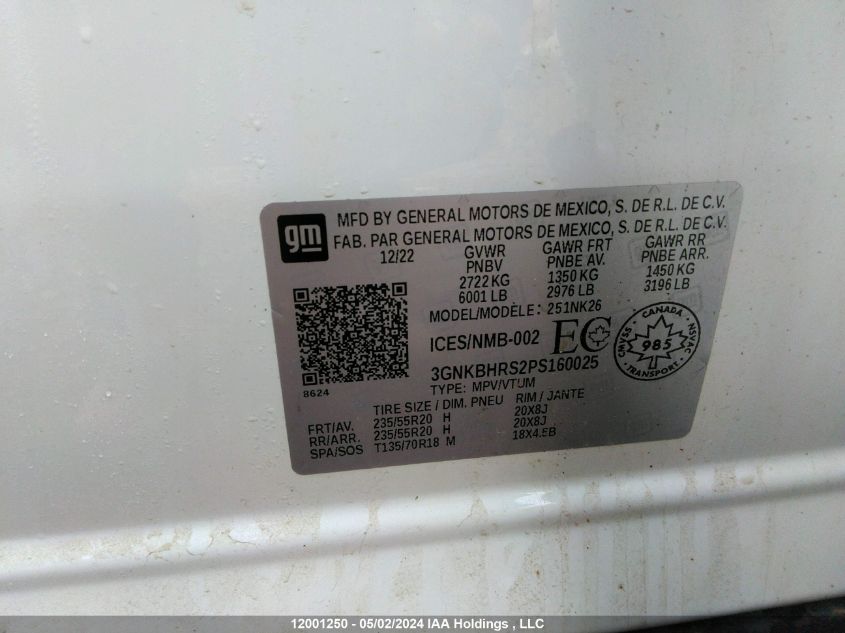 gm
MFD BY GENERAL MOTORS DE MEXICO, S. DE R.L. DE C.V.
FAB. PAR GENERAL MOTORS DE MEXICO, S. DE R.L. DE C.V.
12/22 GVWR GAWR FRT GAWR RR
PNBV PNBE AV. PNBE ARR.
2722 KG 1350 KG 1450 KG
6001 LB 2976 LB 3196 LB
MODEL/MODÈLE: 251NK26
ICES/NMB-002 EC
CANADA
CMVSS 985 NSVAC
3GNKBHRS2PS160025
TYPE: MPV/VTUM
8624
TIRE SIZE / DIM. PNEU RIM / JANTE
FRT/AV. 235/55R20 H 20X8J
RR/ARR. 235/55R20 H 20X8J
SPA/SOS T135/70R18 M 18X4.5B
12001250 - 05/02/2024 IAA Holdings , LLC